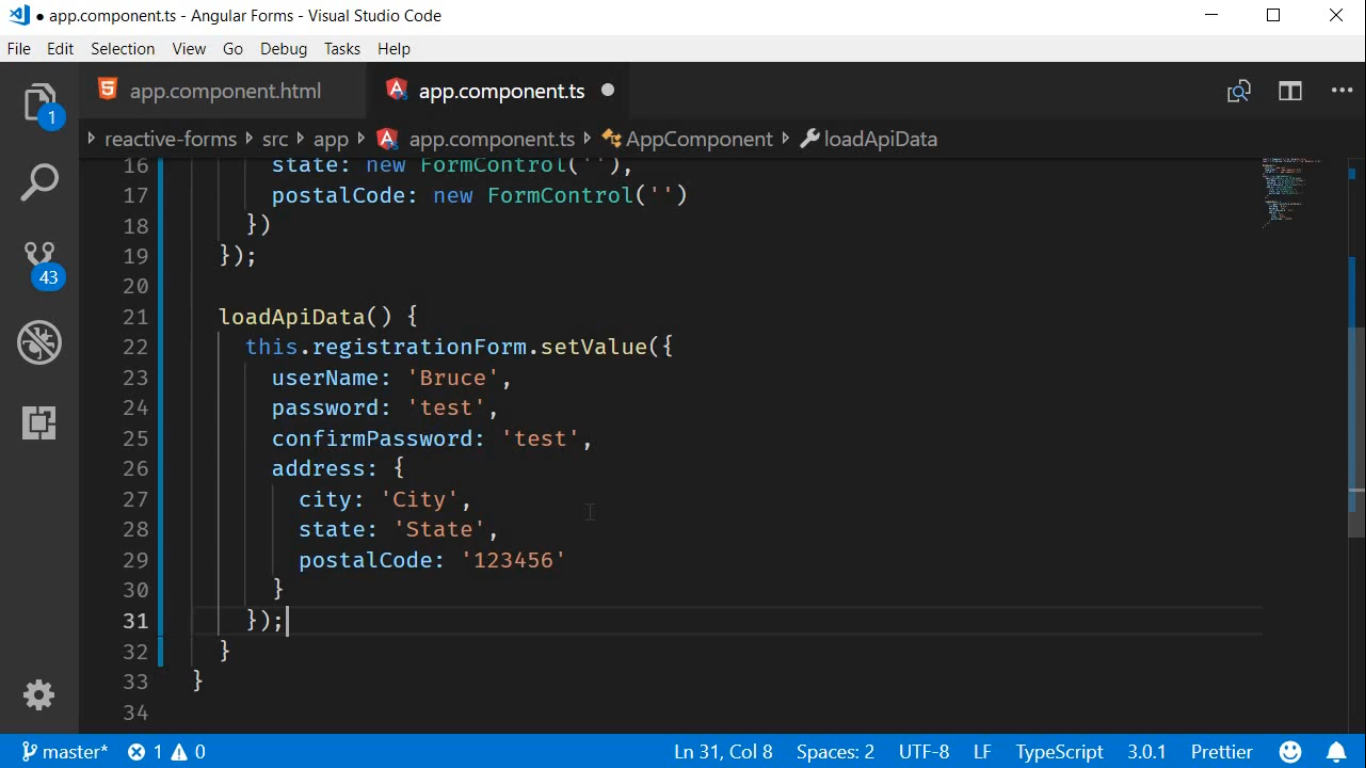 ● app.component.ts - Angular Forms - Visual Studio Code
File Edit Selection View Go Debug Tasks Help
app.component.html app.component.ts ●
reactive-forms src app app.component.ts AppComponent loadApiData
1
43
16 state: new FormControl(''),
17 postalCode: new FormControl('')
18 })
19 });
20
21 loadApiData() {
22 this.registrationForm.setValue({
23 userName: 'Bruce',
24 password: 'test',
25 confirmPassword: 'test',
26 address: {
27 city: 'City',
28 state: 'State',
29 postalCode: '123456'
30 }
31 });
32 }
33 }
34
master* 1 0 Ln 31, Col 8 Spaces: 2 UTF-8 LF TypeScript 3.0.1 Prettier